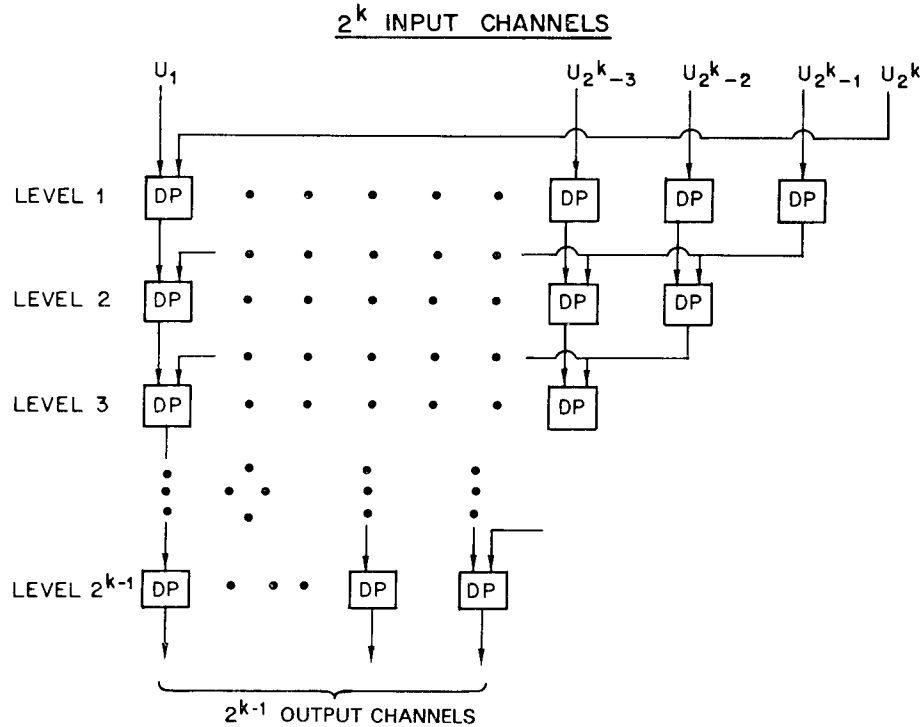 2^k INPUT CHANNELS
U_1 U_2^k-3 U_2^k-2 U_2^k-1 U_2^k
LEVEL 1 DP DP DP DP
LEVEL 2 DP DP DP
LEVEL 3 DP DP
LEVEL 2^k-1 DP DP DP
2^k-1 OUTPUT CHANNELS